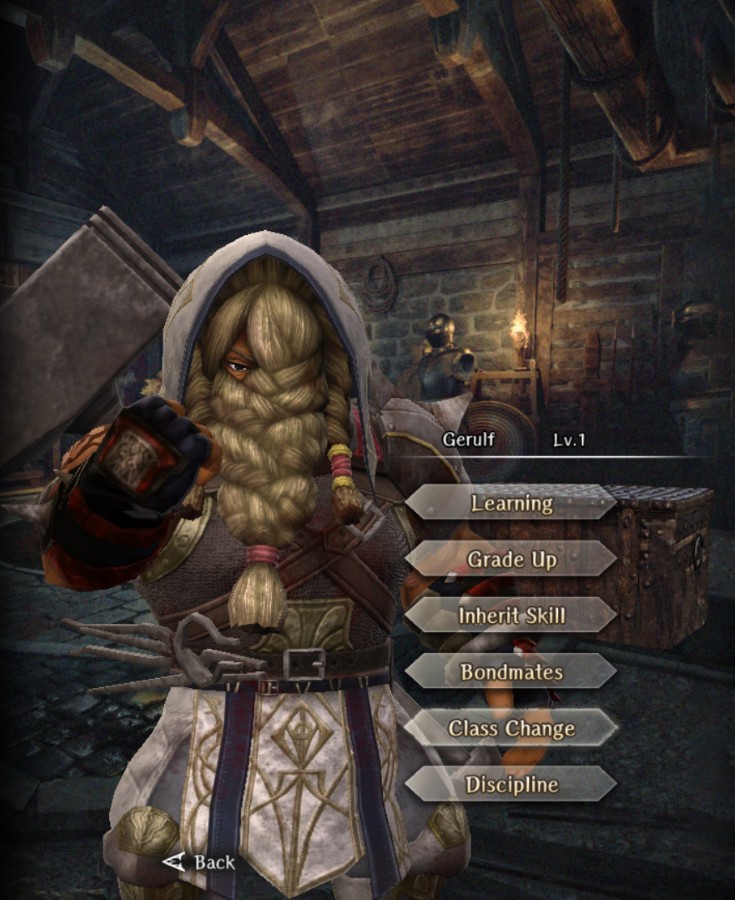 Gerulf Lv.1
Learning
Grade Up
Inherit Skill
Bondmates
Class Change
Discipline
Back